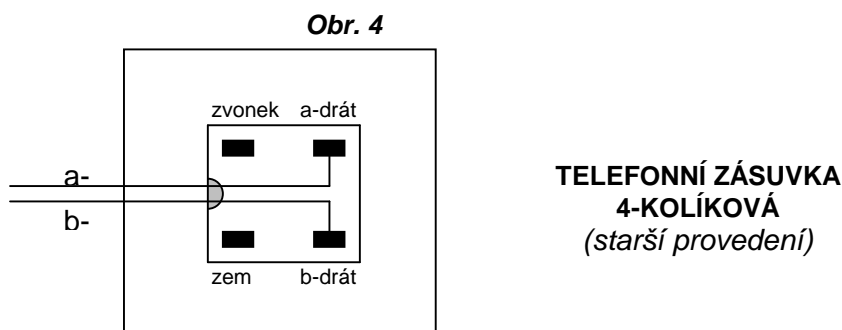 Obr. 4
zvonek a-drát
a-
b-
zem b-drát
TELEFONNÍ ZÁSUVKA
4-KOLÍKOVÁ
(starší provedení)